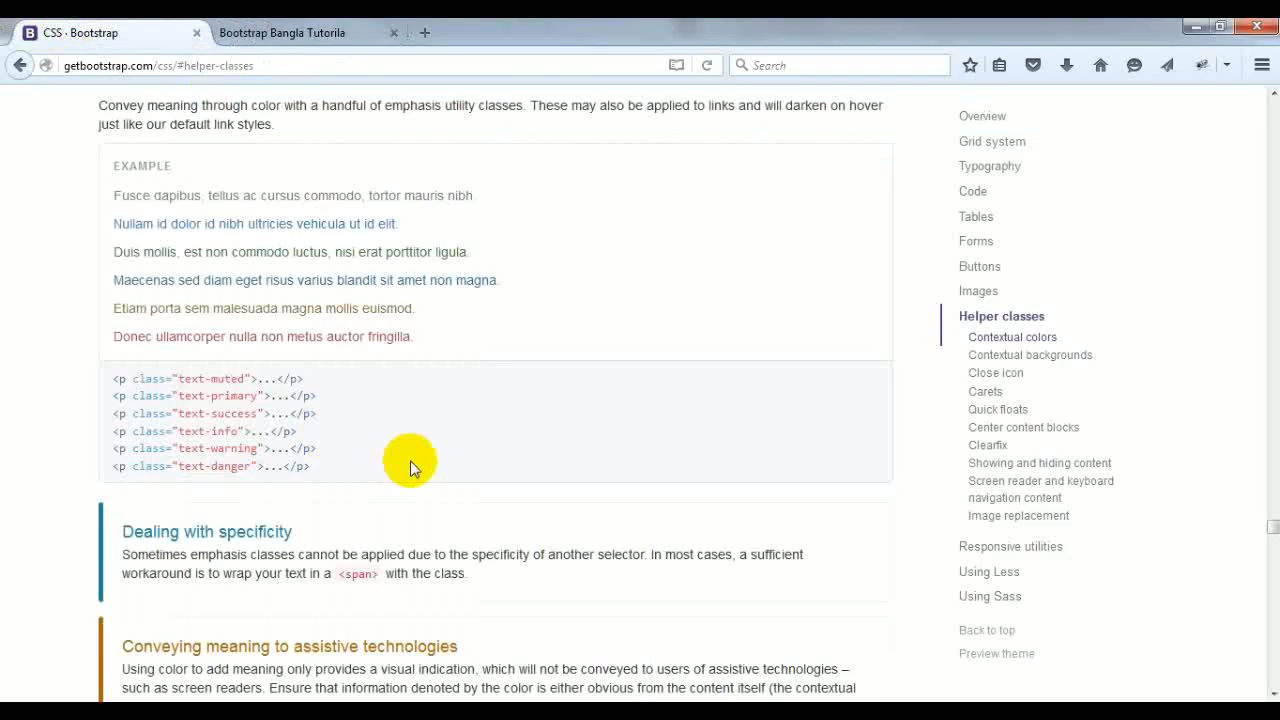 CSS · Bootstrap
Bootstrap Bangla Tutorila
getbootstrap.com/css/#helper-classes
Search
Convey meaning through color with a handful of emphasis utility classes. These may also be applied to links and will darken on hover
just like our default link styles.
EXAMPLE
Fusce dapibus, tellus ac cursus commodo, tortor mauris nibh.
Nullam id dolor id nibh ultricies vehicula ut id elit.
Duis mollis, est non commodo luctus, nisi erat porttitor ligula.
Maecenas sed diam eget risus varius blandit sit amet non magna.
Etiam porta sem malesuada magna mollis euismod.
Donec ullamcorper nulla non metus auctor fringilla.
<p class="text-muted">...</p>
<p class="text-primary">...</p>
<p class="text-success">...</p>
<p class="text-info">...</p>
<p class="text-warning">...</p>
<p class="text-danger">...</p>
Dealing with specificity
Sometimes emphasis classes cannot be applied due to the specificity of another selector. In most cases, a sufficient
workaround is to wrap your text in a <span> with the class.
Conveying meaning to assistive technologies
Using color to add meaning only provides a visual indication, which will not be conveyed to users of assistive technologies –
such as screen readers. Ensure that information denoted by the color is either obvious from the content itself (the contextual
Overview
Grid system
Typography
Code
Tables
Forms
Buttons
Images
Helper classes
Contextual colors
Contextual backgrounds
Close icon
Carets
Quick floats
Center content blocks
Clearfix
Showing and hiding content
Screen reader and keyboard
navigation content
Image replacement
Responsive utilities
Using Less
Using Sass
Back to top
Preview theme